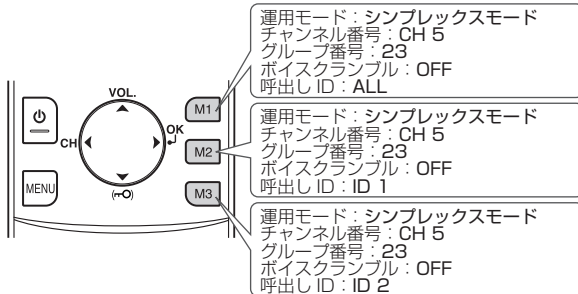 VOL.
CH
OK
MENU
M1
M2
M3
運用モード：シンプレックスモード
チャンネル番号：CH 5
グループ番号：23
ボイスクランブル：OFF
呼出し ID：ALL
運用モード：シンプレックスモード
チャンネル番号：CH 5
グループ番号：23
ボイスクランブル：OFF
呼出し ID：ID 1
運用モード：シンプレックスモード
チャンネル番号：CH 5
グループ番号：23
ボイスクランブル：OFF
呼出し ID：ID 2